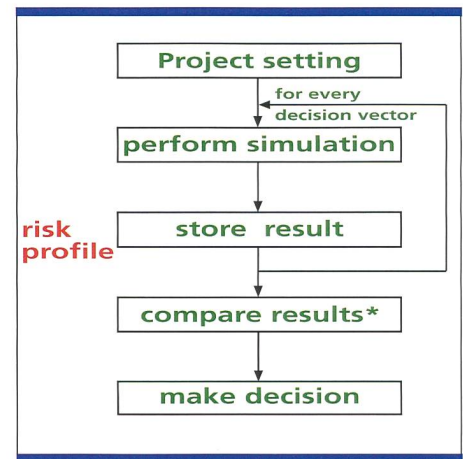 Project setting
for every
decision vector
perform simulation
risk
profile
store result
compare results*
make decision